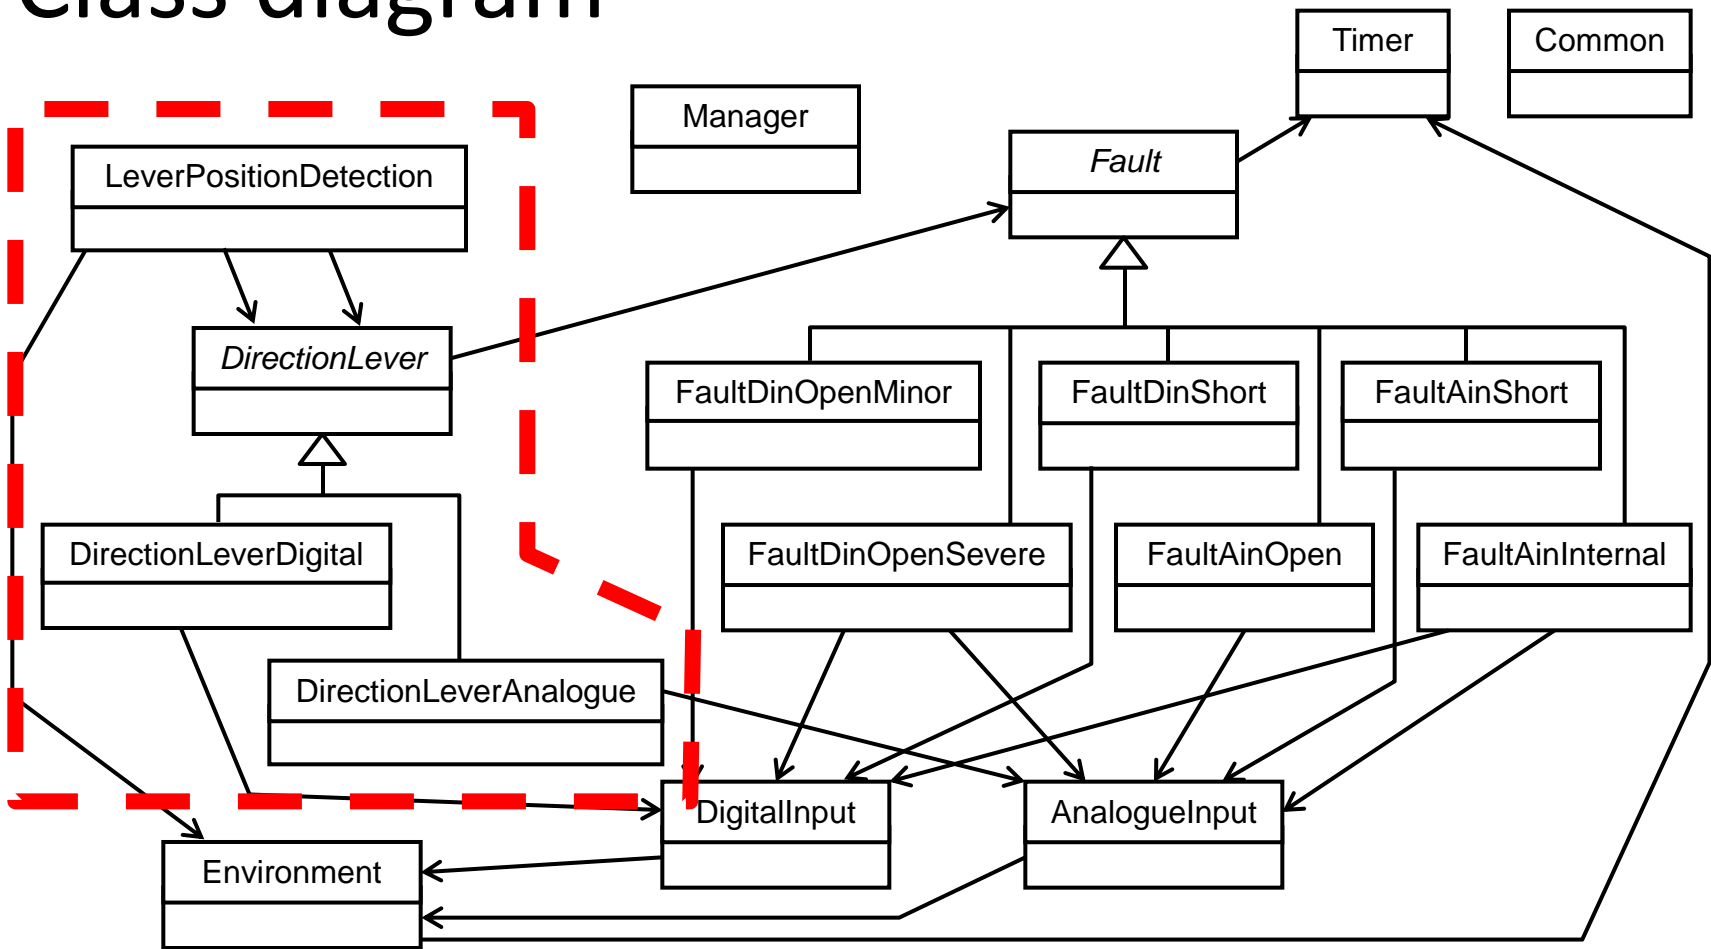 Class diagram
Timer
Common
Manager
Fault
LeverPositionDetection
DirectionLever
FaultDinOpenMinor
FaultDinShort
FaultAinShort
DirectionLeverDigital
FaultDinOpenSevere
FaultAinOpen
FaultAinInternal
DirectionLeverAnalogue
DigitalInput
AnalogueInput
Environment